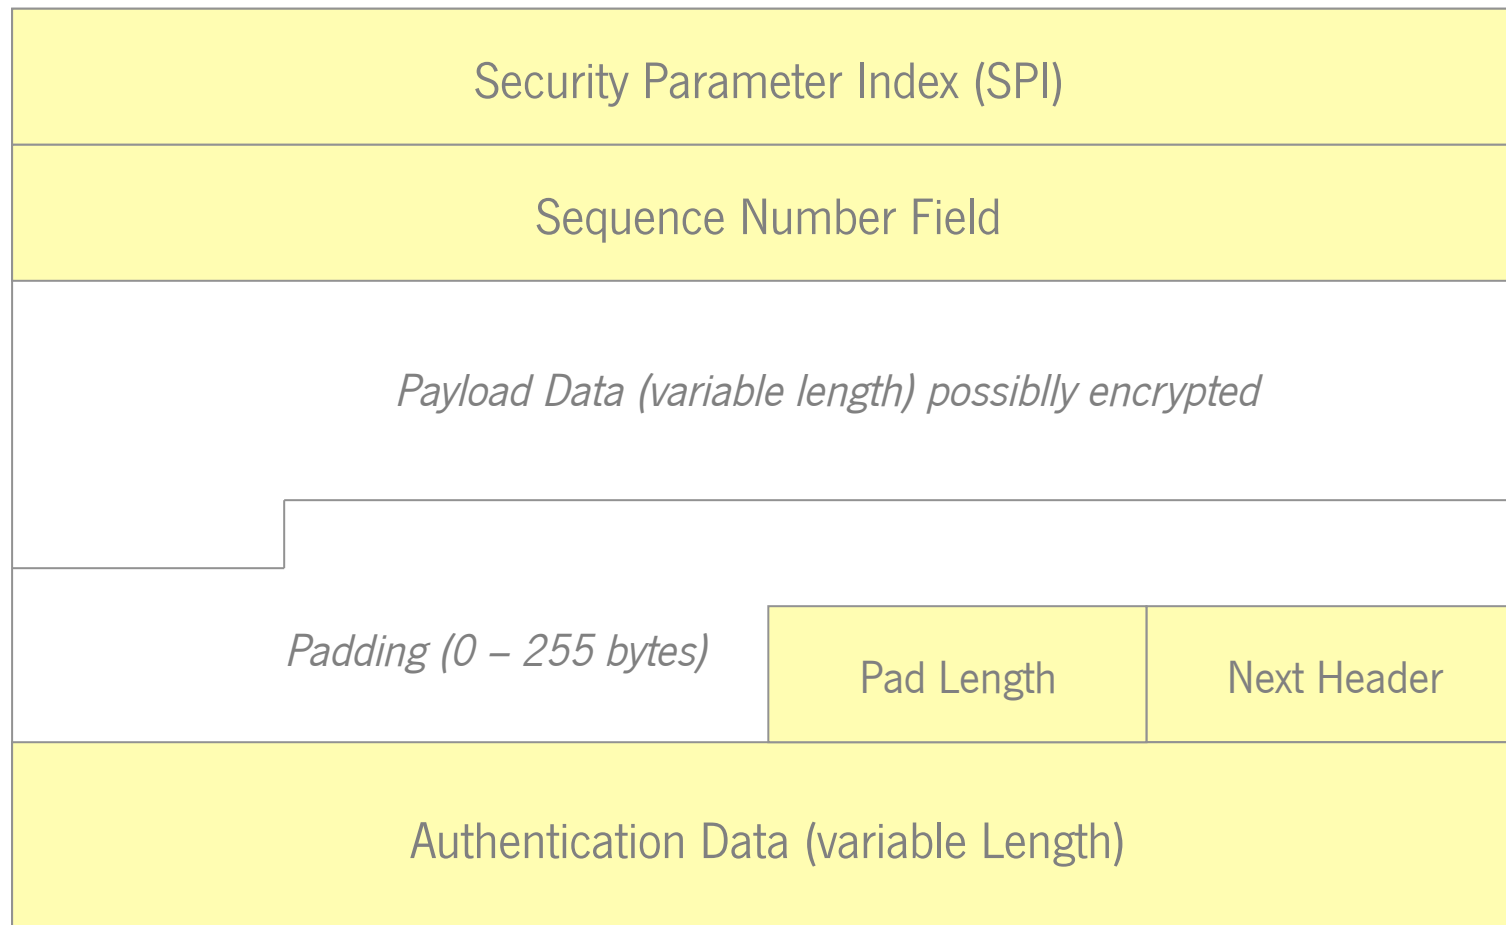 Security Parameter Index (SPI)
Sequence Number Field
Payload Data (variable length) possiblly encrypted
Padding (0 – 255 bytes)
Pad Length
Next Header
Authentication Data (variable Length)